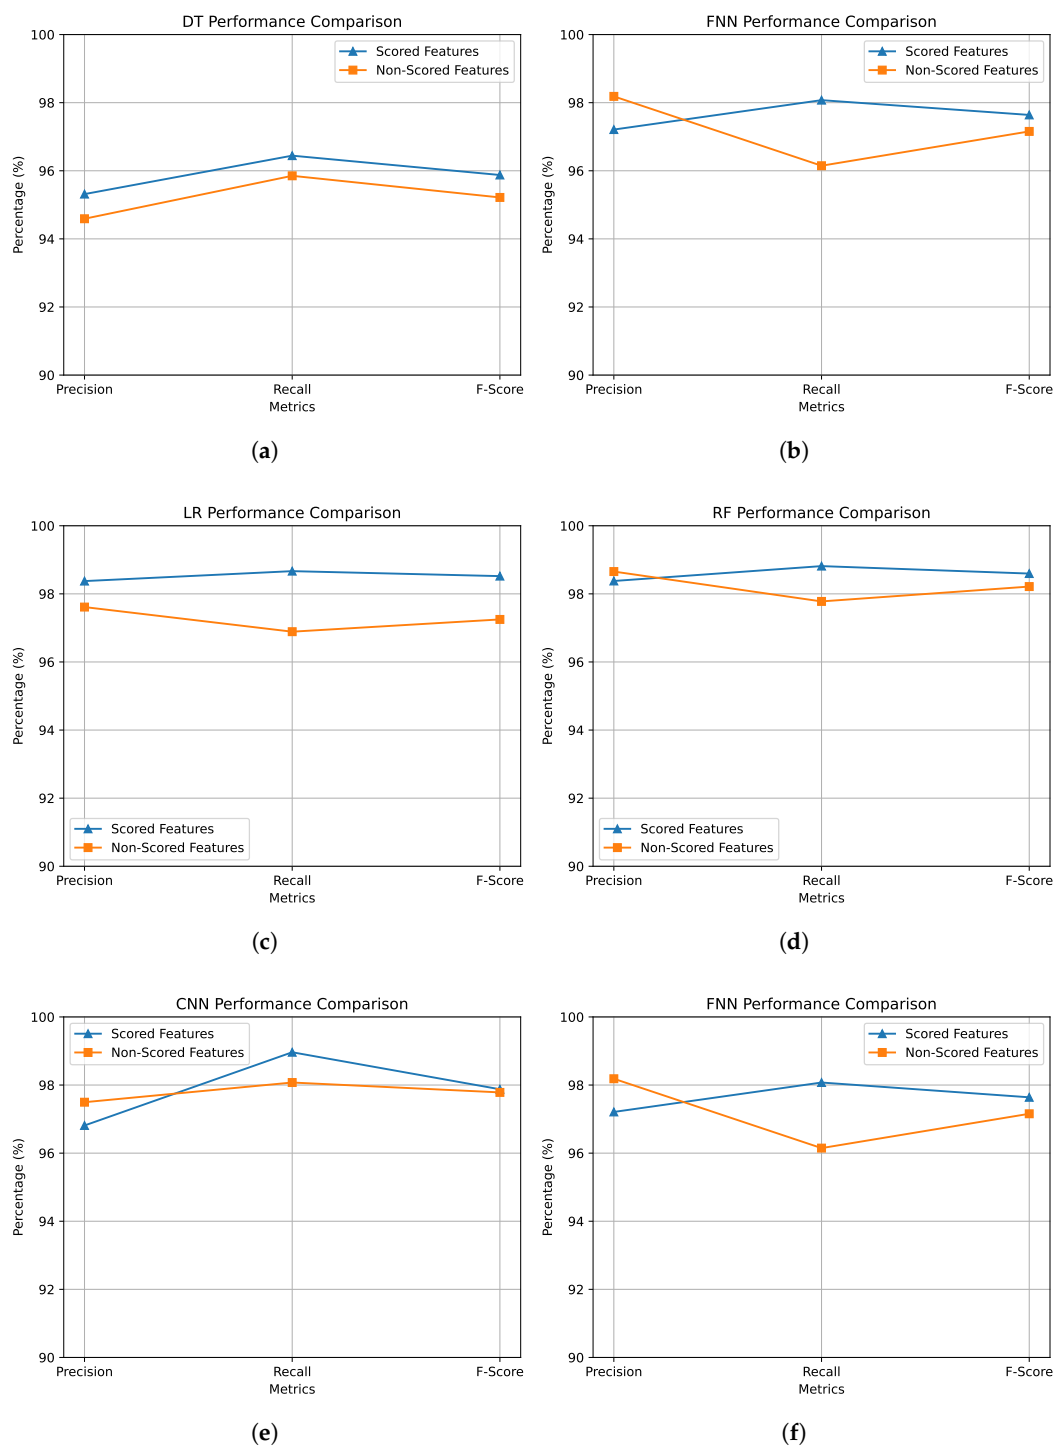 DT Performance Comparison
100
98
96
94
92
90
Percentage (%)
Scored Features
Non-Scored Features
Precision
Recall
F-Score
Metrics
(a)
FNN Performance Comparison
100
98
96
94
92
90
Percentage (%)
Scored Features
Non-Scored Features
Precision
Recall
F-Score
Metrics
(b)
LR Performance Comparison
100
98
96
94
92
90
Percentage (%)
Scored Features
Non-Scored Features
Precision
Recall
F-Score
Metrics
(c)
RF Performance Comparison
100
98
96
94
92
90
Percentage (%)
Scored Features
Non-Scored Features
Precision
Recall
F-Score
Metrics
(d)
CNN Performance Comparison
100
98
96
94
92
90
Percentage (%)
Scored Features
Non-Scored Features
Precision
Recall
F-Score
Metrics
(e)
FNN Performance Comparison
100
98
96
94
92
90
Percentage (%)
Scored Features
Non-Scored Features
Precision
Recall
F-Score
Metrics
(f)